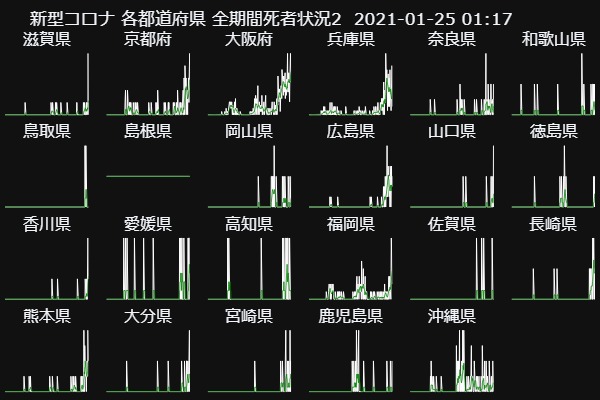 新型コロナ 各都道府県 全期間死者状況2 2021-01-25 01:17
滋賀県 京都府 大阪府 兵庫県 奈良県 和歌山県
鳥取県 島根県 岡山県 広島県 山口県 徳島県
香川県 愛媛県 高知県 福岡県 佐賀県 長崎県
熊本県 大分県 宮崎県 鹿児島県 沖縄県